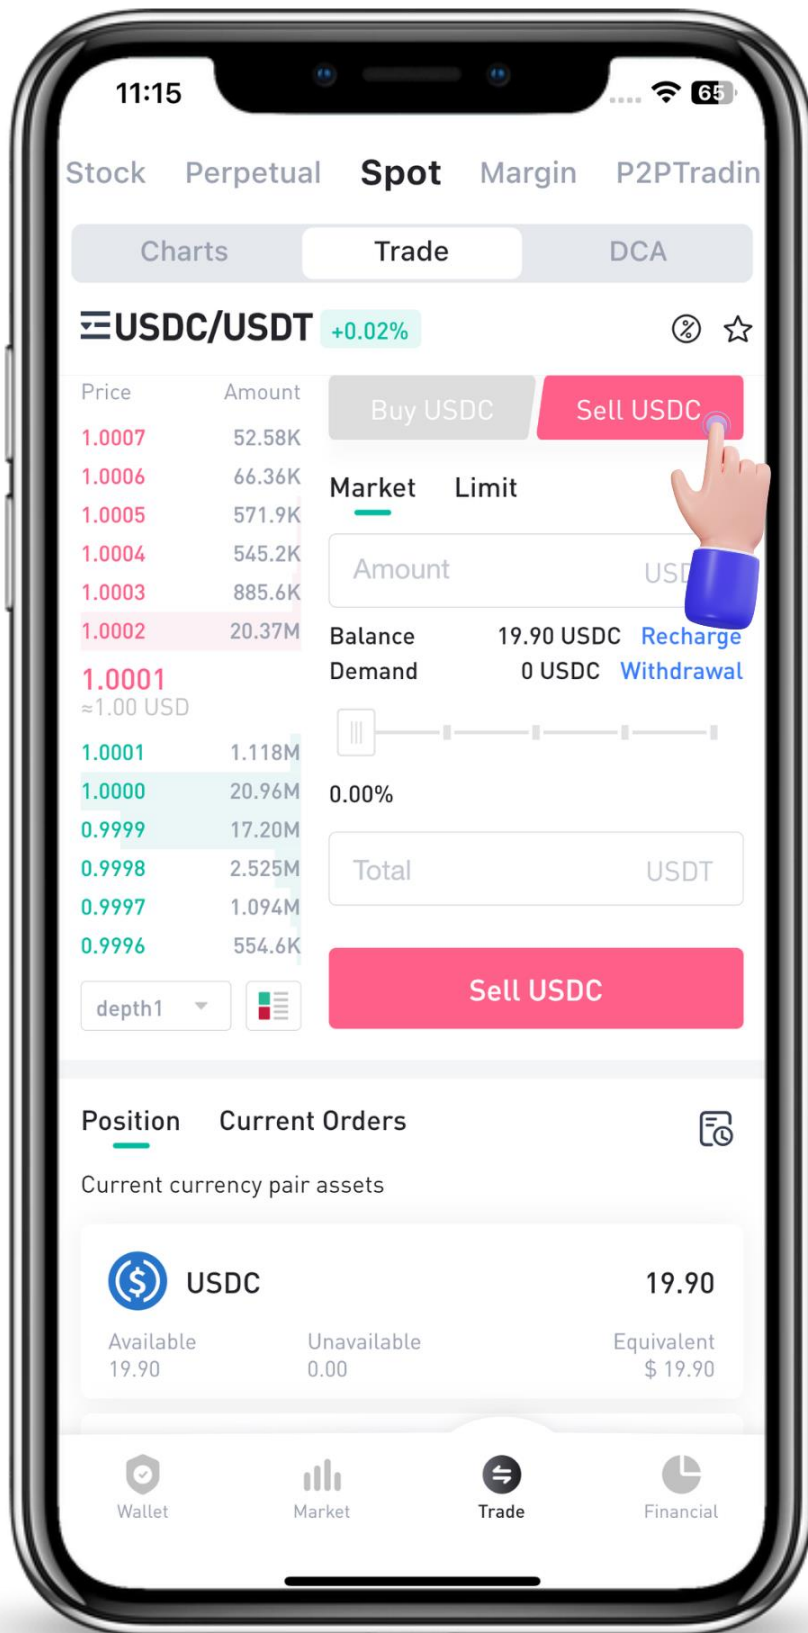 11:15
65
Stock Perpetual Spot Margin P2PTradin
Charts Trade DCA
USDC/USDT +0.02%
Price Amount
Buy USDC Sell USDC
1.0007 52.58K
1.0006 66.36K
Market Limit
1.0005 571.9K
1.0004 545.2K
Amount USD
1.0003 885.6K
1.0002 20.37M
Balance 19.90 USDC Recharge
1.0001
Demand 0 USDC Withdrawal
≈1.00 USD
1.0001 1.118M
1.0000 20.96M
0.00%
0.9999 17.20M
0.9998 2.525M
Total USDT
0.9997 1.094M
0.9996 554.6K
depth1
Sell USDC
Position Current Orders
Current currency pair assets
USDC 19.90
Available Unavailable Equivalent
19.90 0.00 $ 19.90
Wallet Market Trade Financial